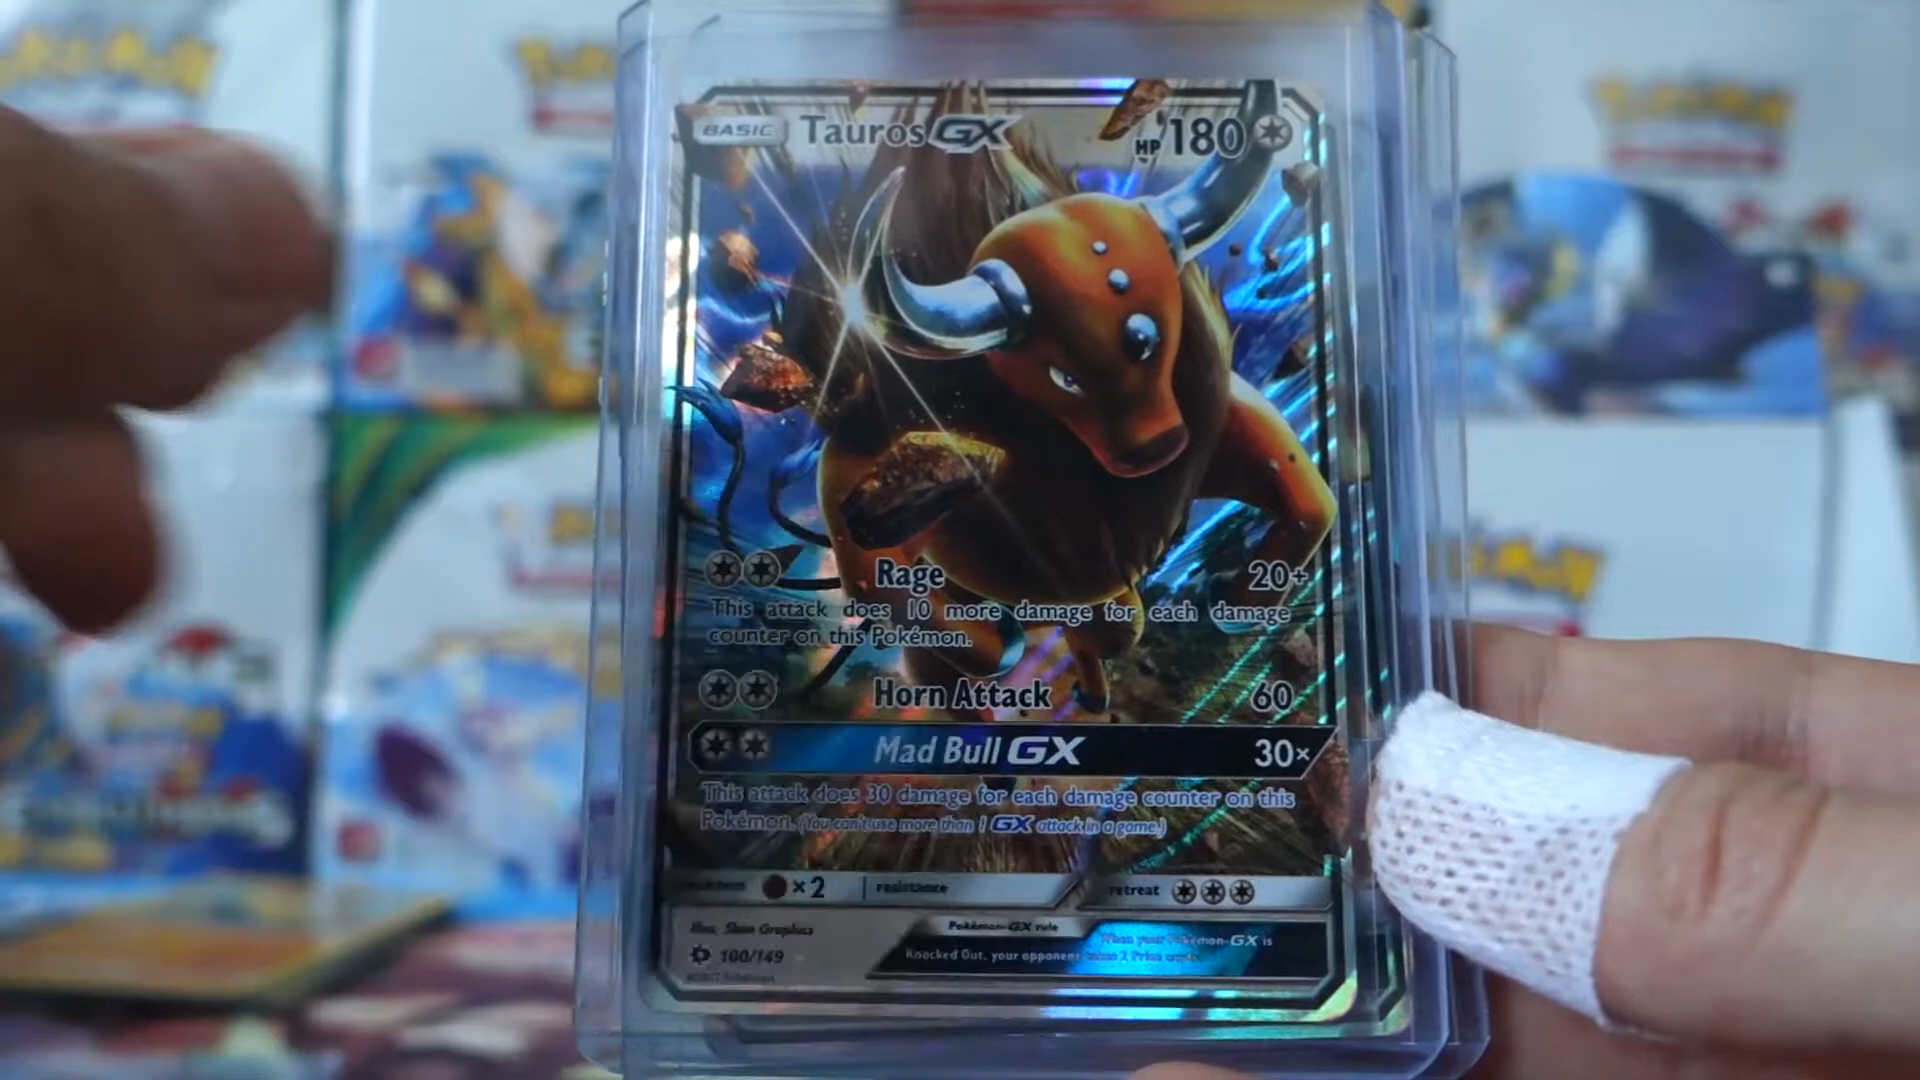 BASIC Tauros GX HP 180
Rage 20+
This attack does 10 more damage for each damage
counter on this Pokémon.
Horn Attack 60
Mad Bull GX 30×
This attack does 30 damage for each damage counter on this
Pokémon. (You can't use more than 1 GX attack in a game.)
×2 resistance retreat
Illus. 5ban Graphics
Pokémon-GX rule
When your Pokémon-GX is
Knocked Out, your opponent takes 2 Prize cards.
100/149